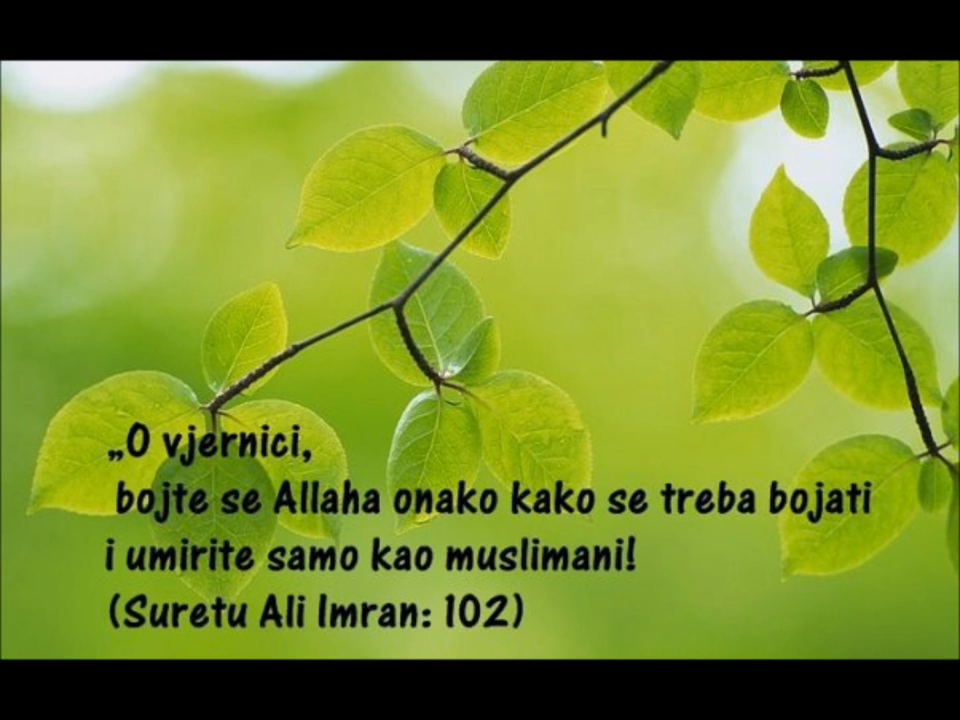 „O vjernici,
bojte se Allaha onako kako se treba bojati
i umirite samo kao muslimani!
(Suretu Ali Imran: 102)